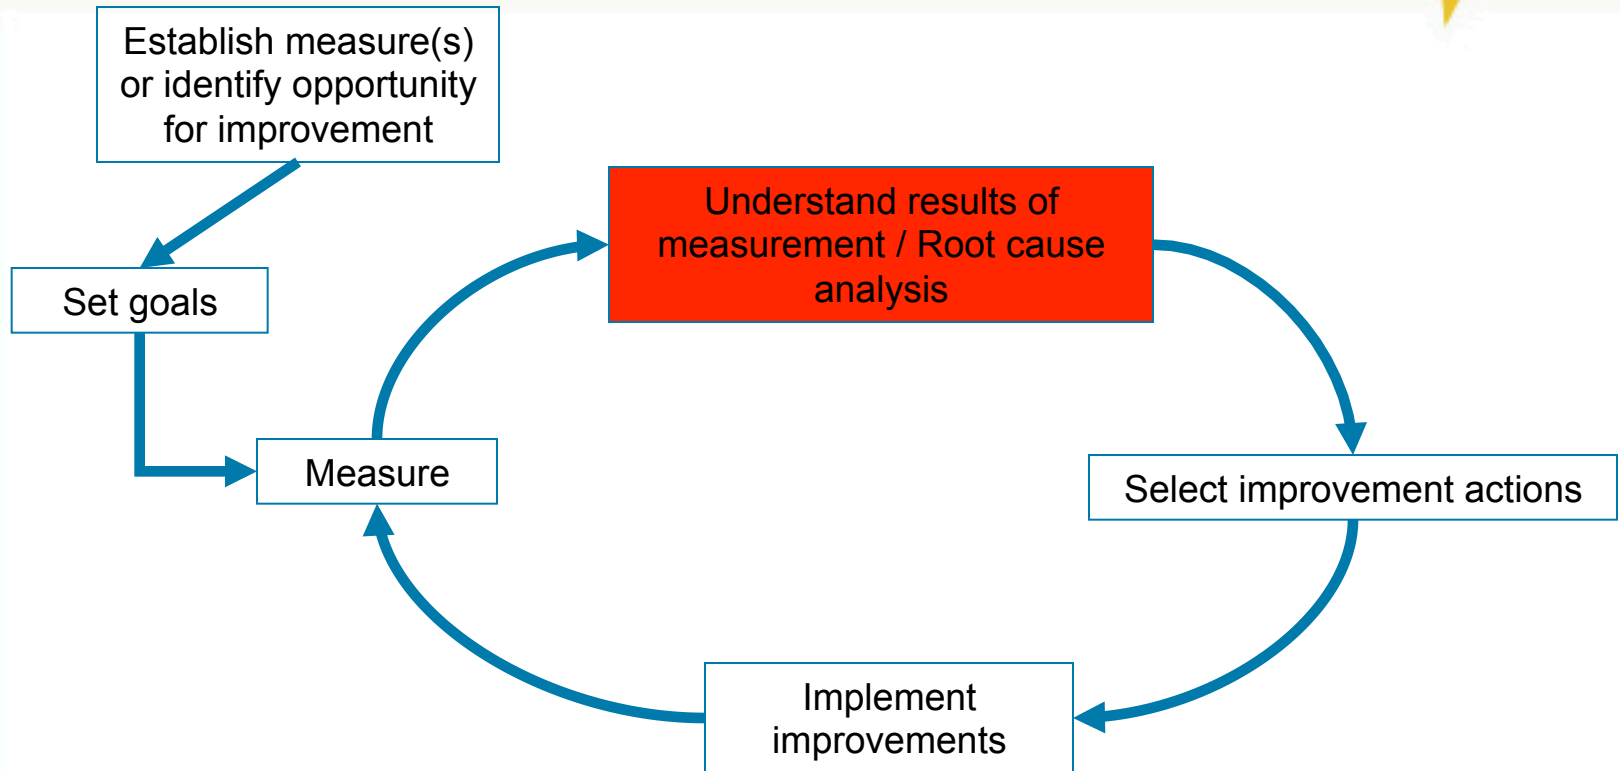 Establish measure(s)
or identify opportunity
for improvement
Understand results of
measurement / Root cause
analysis
Set goals
Measure
Select improvement actions
Implement
improvements